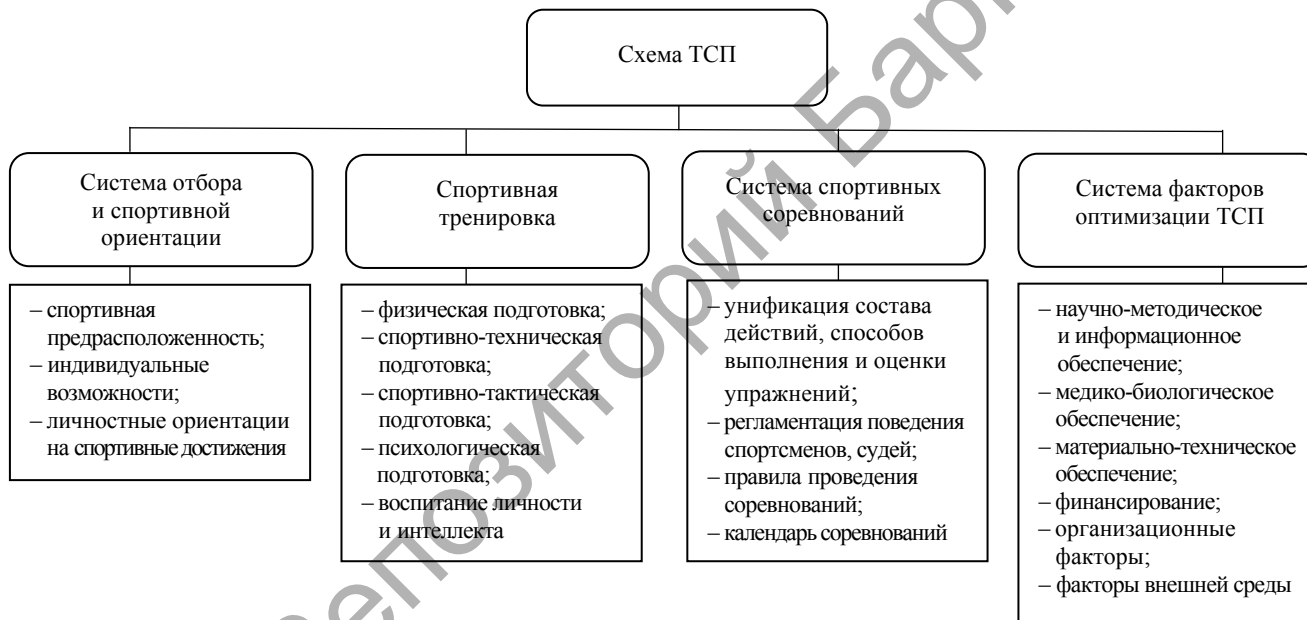 Схема ТСП
Система отбора
и спортивной
ориентации
– спортивная
предрасположенность;
– индивидуальные
возможности;
– личностные ориентации
на спортивные достижения
Спортивная
тренировка
– физическая подготовка;
– спортивно-техническая
подготовка;
– спортивно-тактическая
подготовка;
– психологическая
подготовка;
– воспитание личности
и интеллекта
Система спортивных
соревнований
– унификация состава
действий, способов
выполнения и оценки
упражнений;
– регламентация поведения
спортсменов, судей;
– правила проведения
соревнований;
– календарь соревнований
Система факторов
оптимизации ТСП
– научно-методическое
и информационное
обеспечение;
– медико-биологическое
обеспечение;
– материально-техническое
обеспечение;
– финансирование;
– организационные
факторы;
– факторы внешней среды